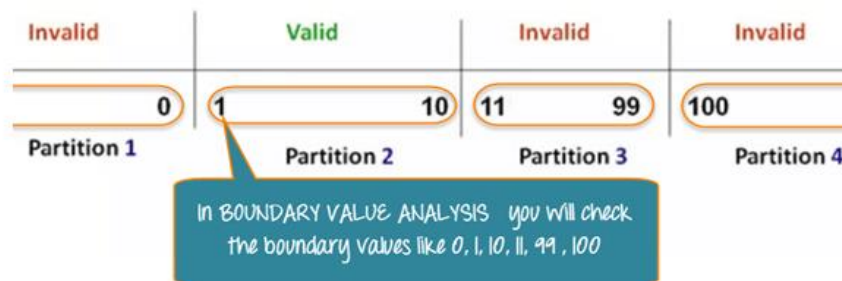 Invalid Valid Invalid Invalid
0 1 10 11 99 100
Partition 1 Partition 2 Partition 3 Partition 4
In BOUNDARY VALUE ANALYSIS you will check
the boundary values like 0, 1, 10, 11, 99 , 100